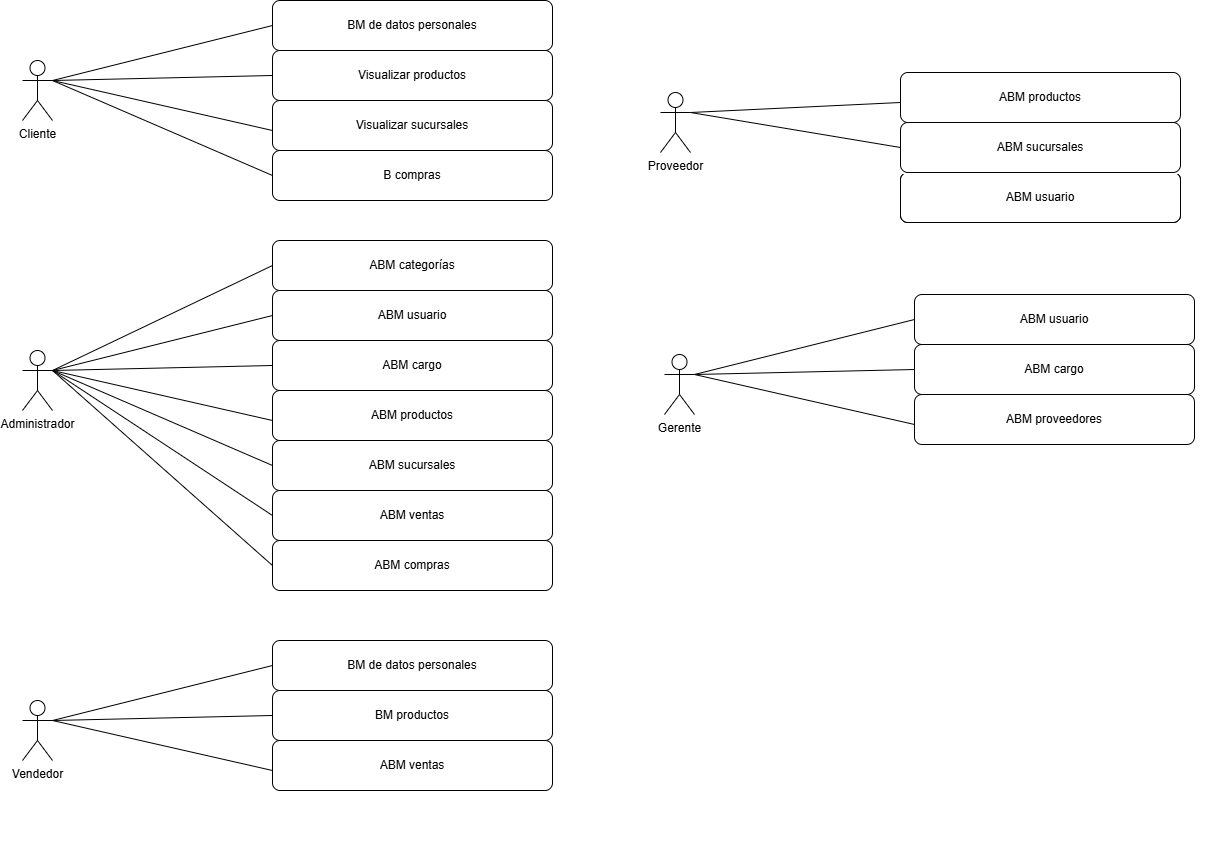 BM de datos personales
Visualizar productos
Visualizar sucursales
B compras
Cliente
ABM categorías
ABM usuario
ABM cargo
ABM productos
ABM sucursales
ABM ventas
ABM compras
Administrador
BM de datos personales
BM productos
ABM ventas
Vendedor
ABM productos
ABM sucursales
ABM usuario
Proveedor
ABM usuario
ABM cargo
ABM proveedores
Gerente